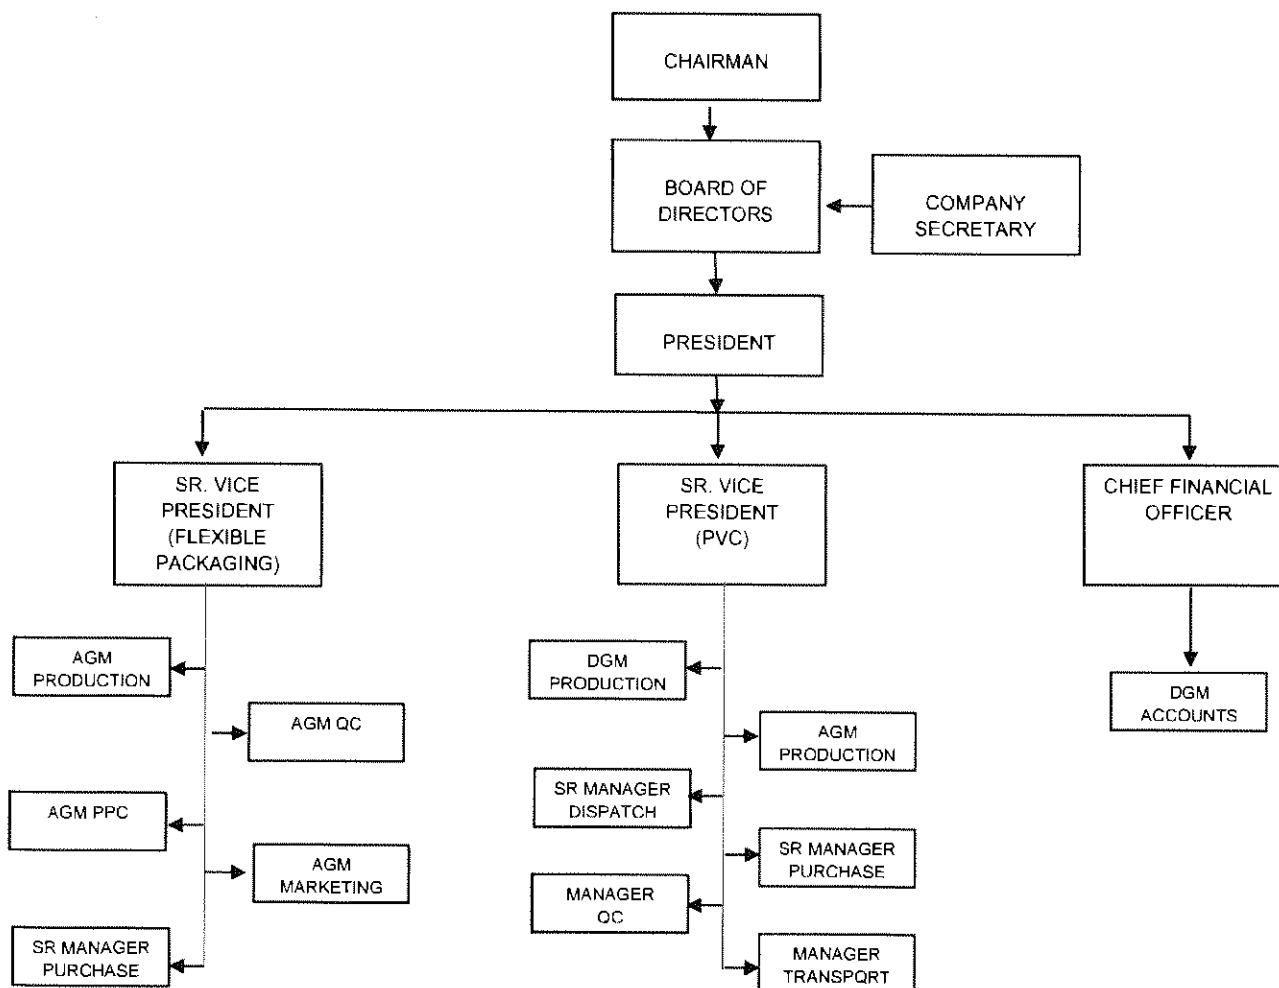 CHAIRMAN
BOARD OF
DIRECTORS
COMPANY
SECRETARY
PRESIDENT
SR. VICE
PRESIDENT
(FLEXIBLE
PACKAGING)
SR. VICE
PRESIDENT
(PVC)
CHIEF FINANCIAL
OFFICER
AGM
PRODUCTION
AGM QC
AGM PPC
AGM
MARKETING
SR MANAGER
PURCHASE
DGM
PRODUCTION
AGM
PRODUCTION
SR MANAGER
DISPATCH
SR MANAGER
PURCHASE
MANAGER
QC
MANAGER
TRANSPORT
DGM
ACCOUNTS